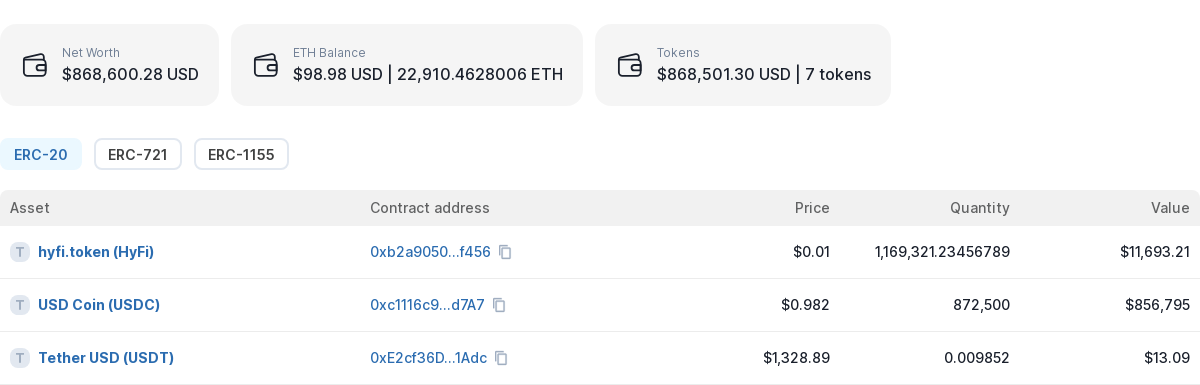 Net Worth
$868,600.28 USD
ETH Balance
$98.98 USD | 22,910.4628006 ETH
Tokens
$868,501.30 USD | 7 tokens
ERC-20 ERC-721 ERC-1155
Asset Contract address Price Quantity Value
T hyfi.token (HyFi) 0xb2a9050...f456 $0.01 1,169,321.23456789 $11,693.21
T USD Coin (USDC) 0xc1116c9...d7A7 $0.982 872,500 $856,795
T Tether USD (USDT) 0xE2cf36D...1Adc $1,328.89 0.009852 $13.09